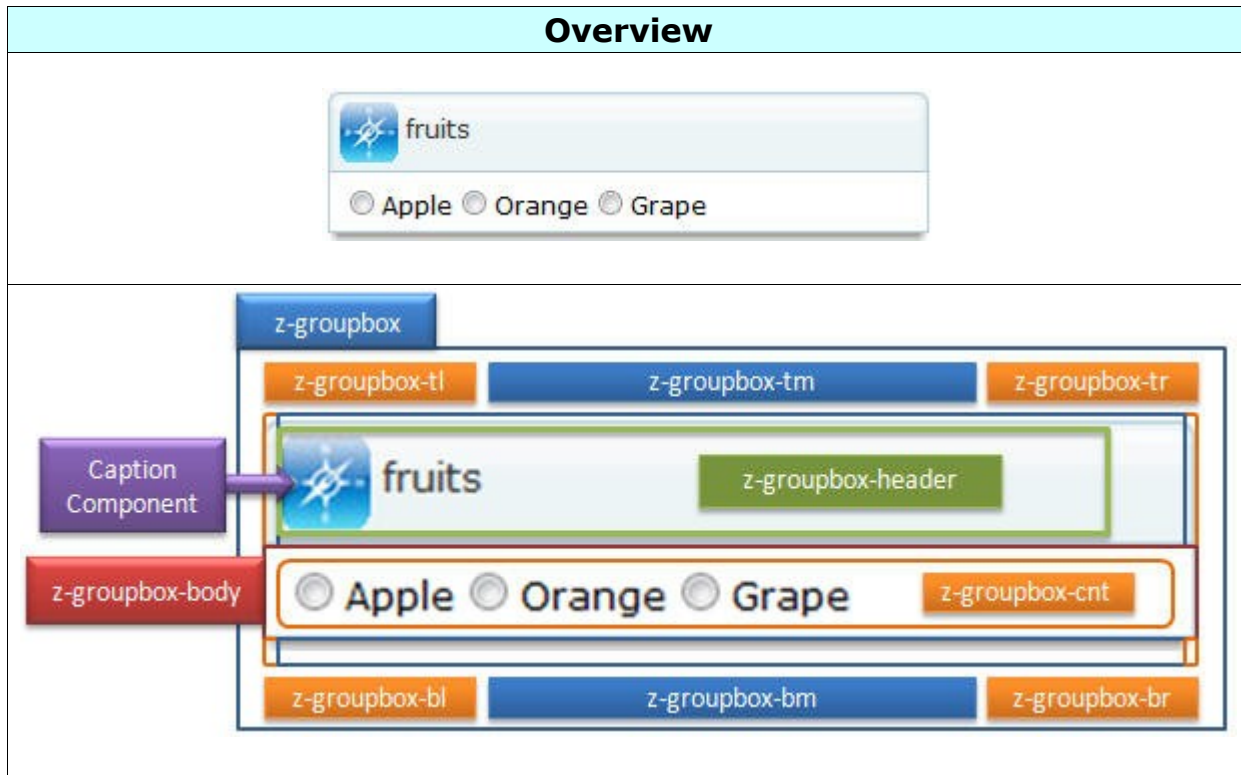 Overview
fruits
Apple Orange Grape
z-groupbox
z-groupbox-tl z-groupbox-tm z-groupbox-tr
Caption
Component
fruits
z-groupbox-header
z-groupbox-body
Apple Orange Grape
z-groupbox-cnt
z-groupbox-bl z-groupbox-bm z-groupbox-br